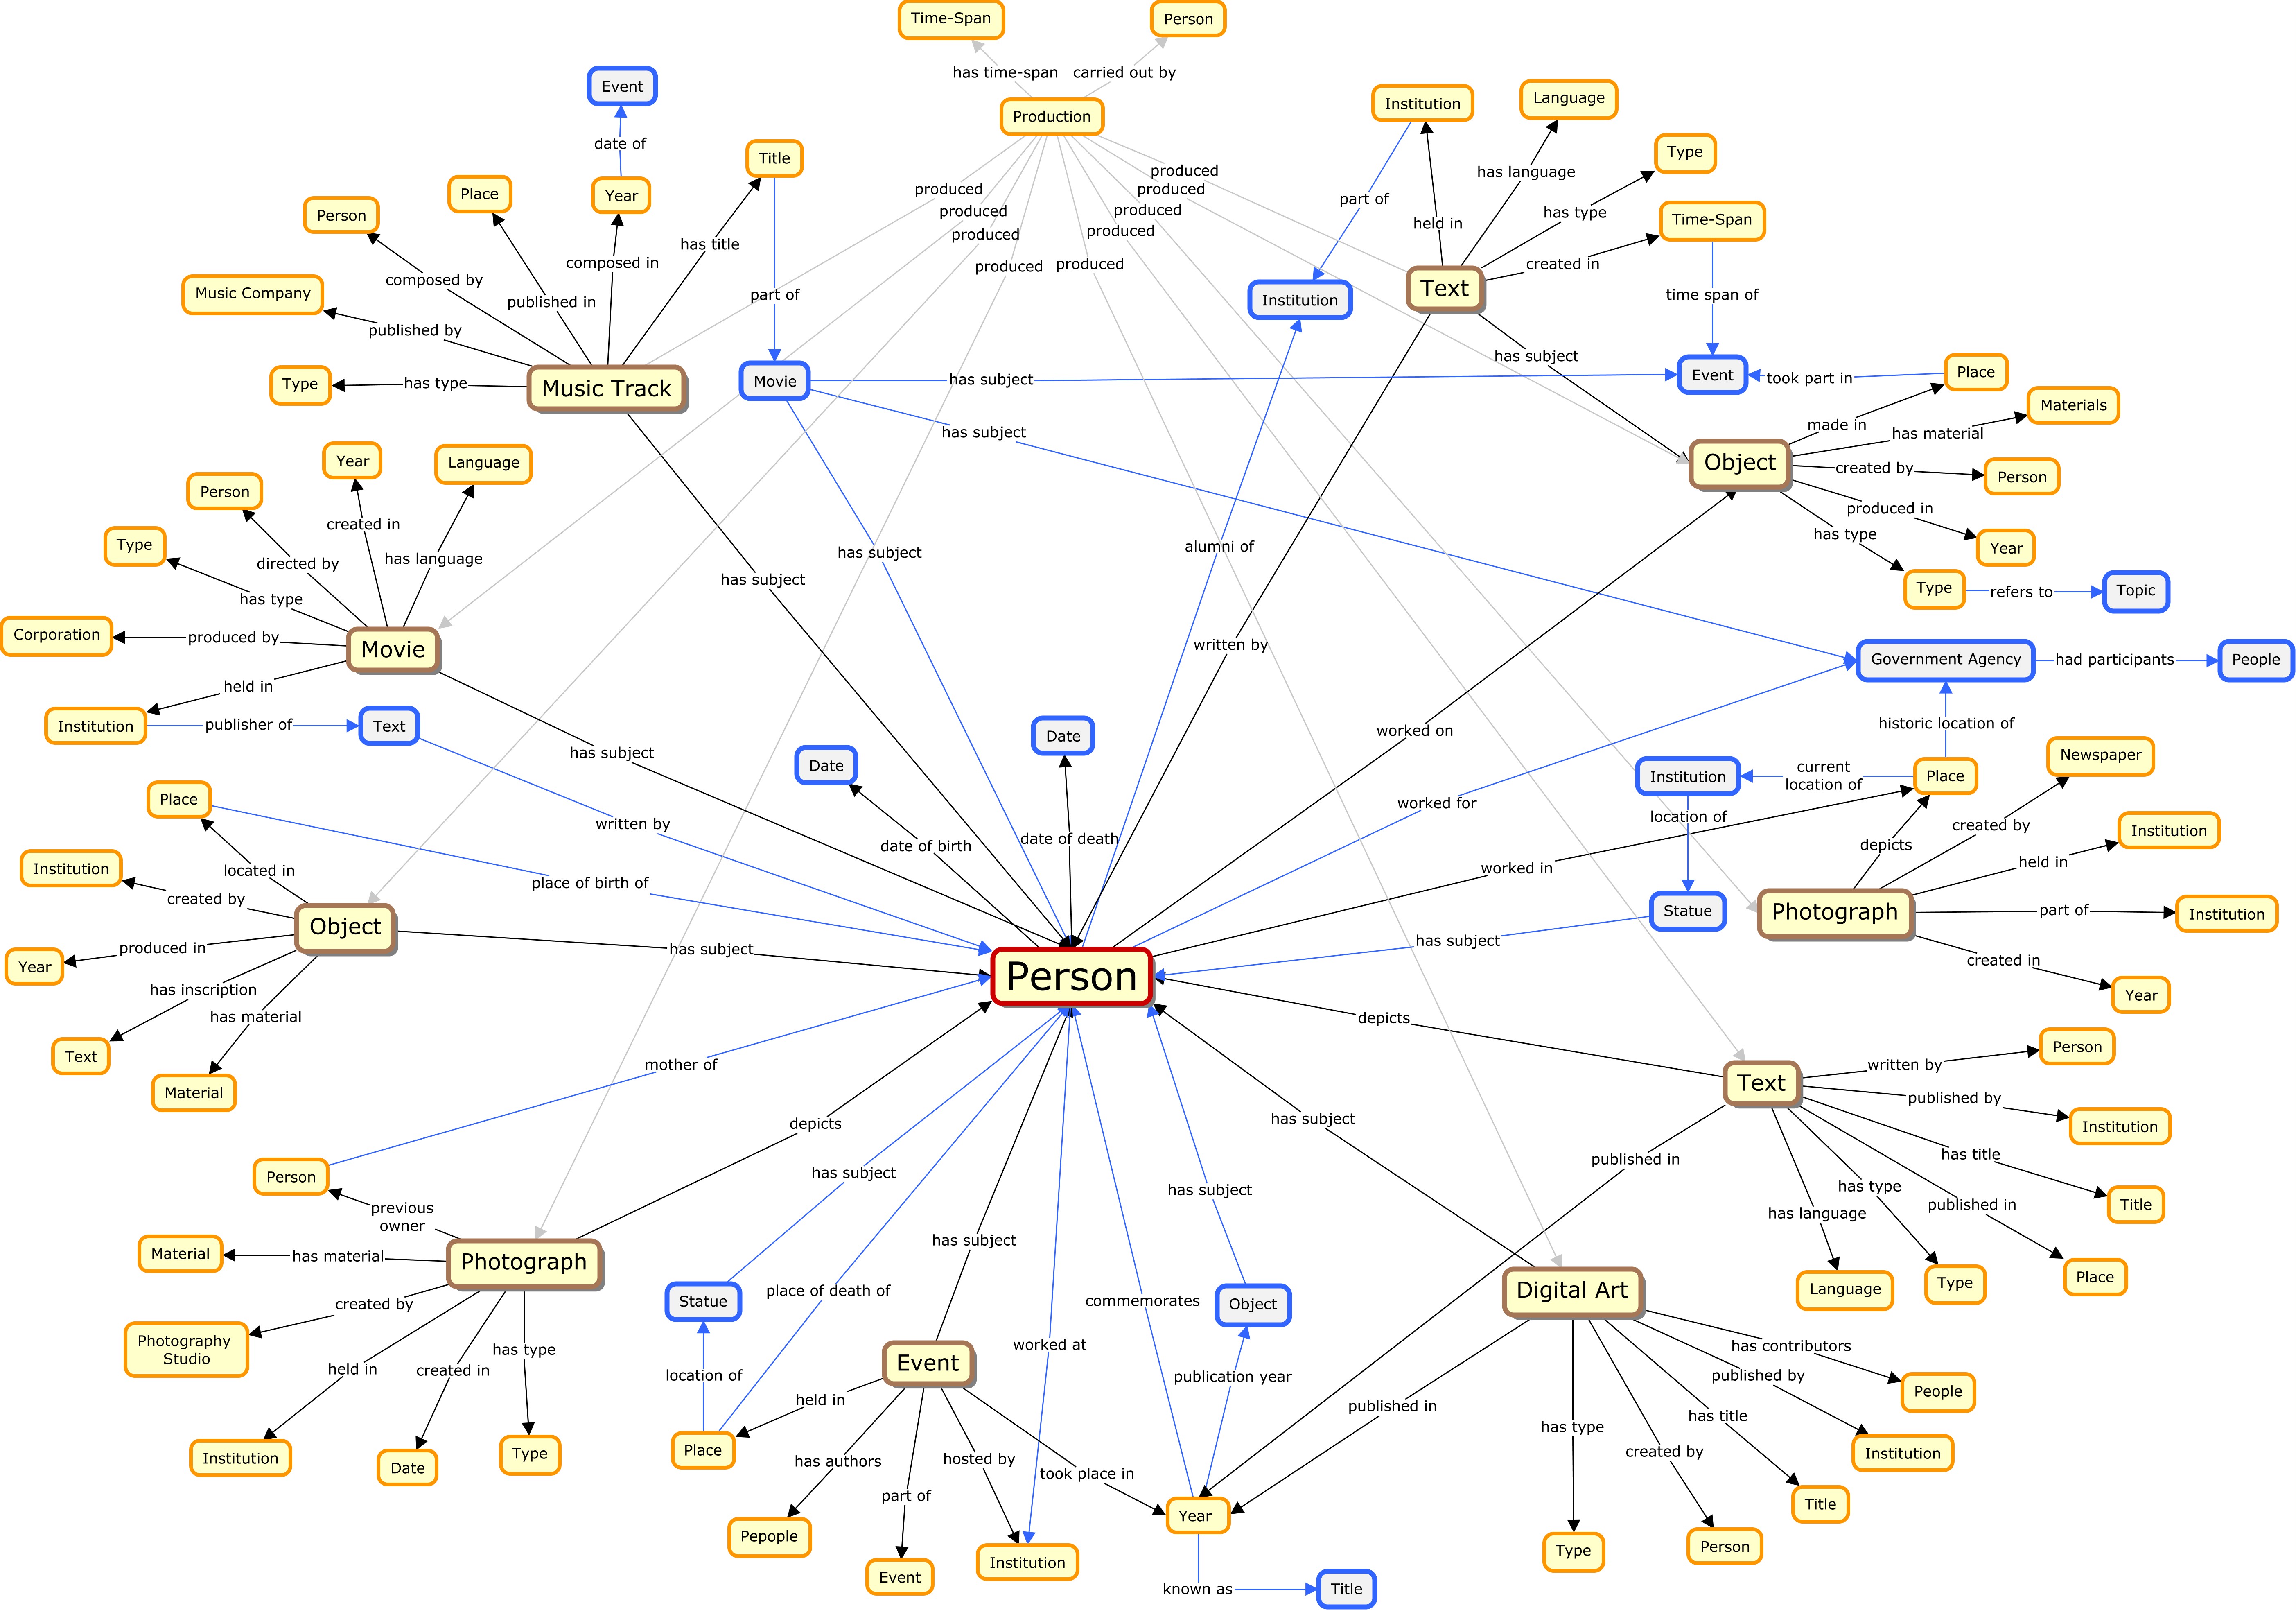 Time-Span
Person
has time-span
carried out by
Production
Event
date of
Year
Title
Place
Person
Music Company
Type
composed by
published in
composed in
has title
published by
has type
Music Track
part of
Movie
produced
produced
produced
produced
produced
produced
produced
produced
produced
Institution
Language
Type
Time-Span
part of
held in
has language
has type
created in
Institution
Text
time span of
has subject
Event
took part in
Place
Materials
made in
has material
created by
Person
Object
produced in
has type
Year
Type
refers to
Topic
has subject
has subject
has subject
has subject
alumni of
written by
Year
Language
Person
Type
Corporation
created in
has language
directed by
has type
produced by
held in
Movie
Institution
publisher of
Text
has subject
written by
Government Agency
had participants
People
historic location of
worked on
worked for
worked in
Institution
current
location of
Place
Newspaper
location of
created by
depicts
Institution
held in
Statue
Photograph
part of
Institution
created in
Year
has subject
Date
Date
date of birth
date of death
Place
Institution
located in
created by
Object
produced in
Year
has inscription
has material
Text
Material
place of birth of
has subject
Person
mother of
depicts
depicts
Text
written by
Person
published by
Institution
has title
Title
has type
published in
has language
Language
Type
Place
published in
Person
previous
owner
Material
has material
Photograph
created by
Photography
Studio
held in
created in
has type
Institution
Date
Type
has subject
has subject
has subject
has subject
Statue
place of death of
location of
Place
Event
held in
has authors
part of
hosted by
took place in
Pepople
Event
Institution
worked at
commemorates
Object
publication year
Year
known as
Title
Digital Art
published in
has type
created by
has title
published by
has contributors
People
Institution
Title
Person
Type